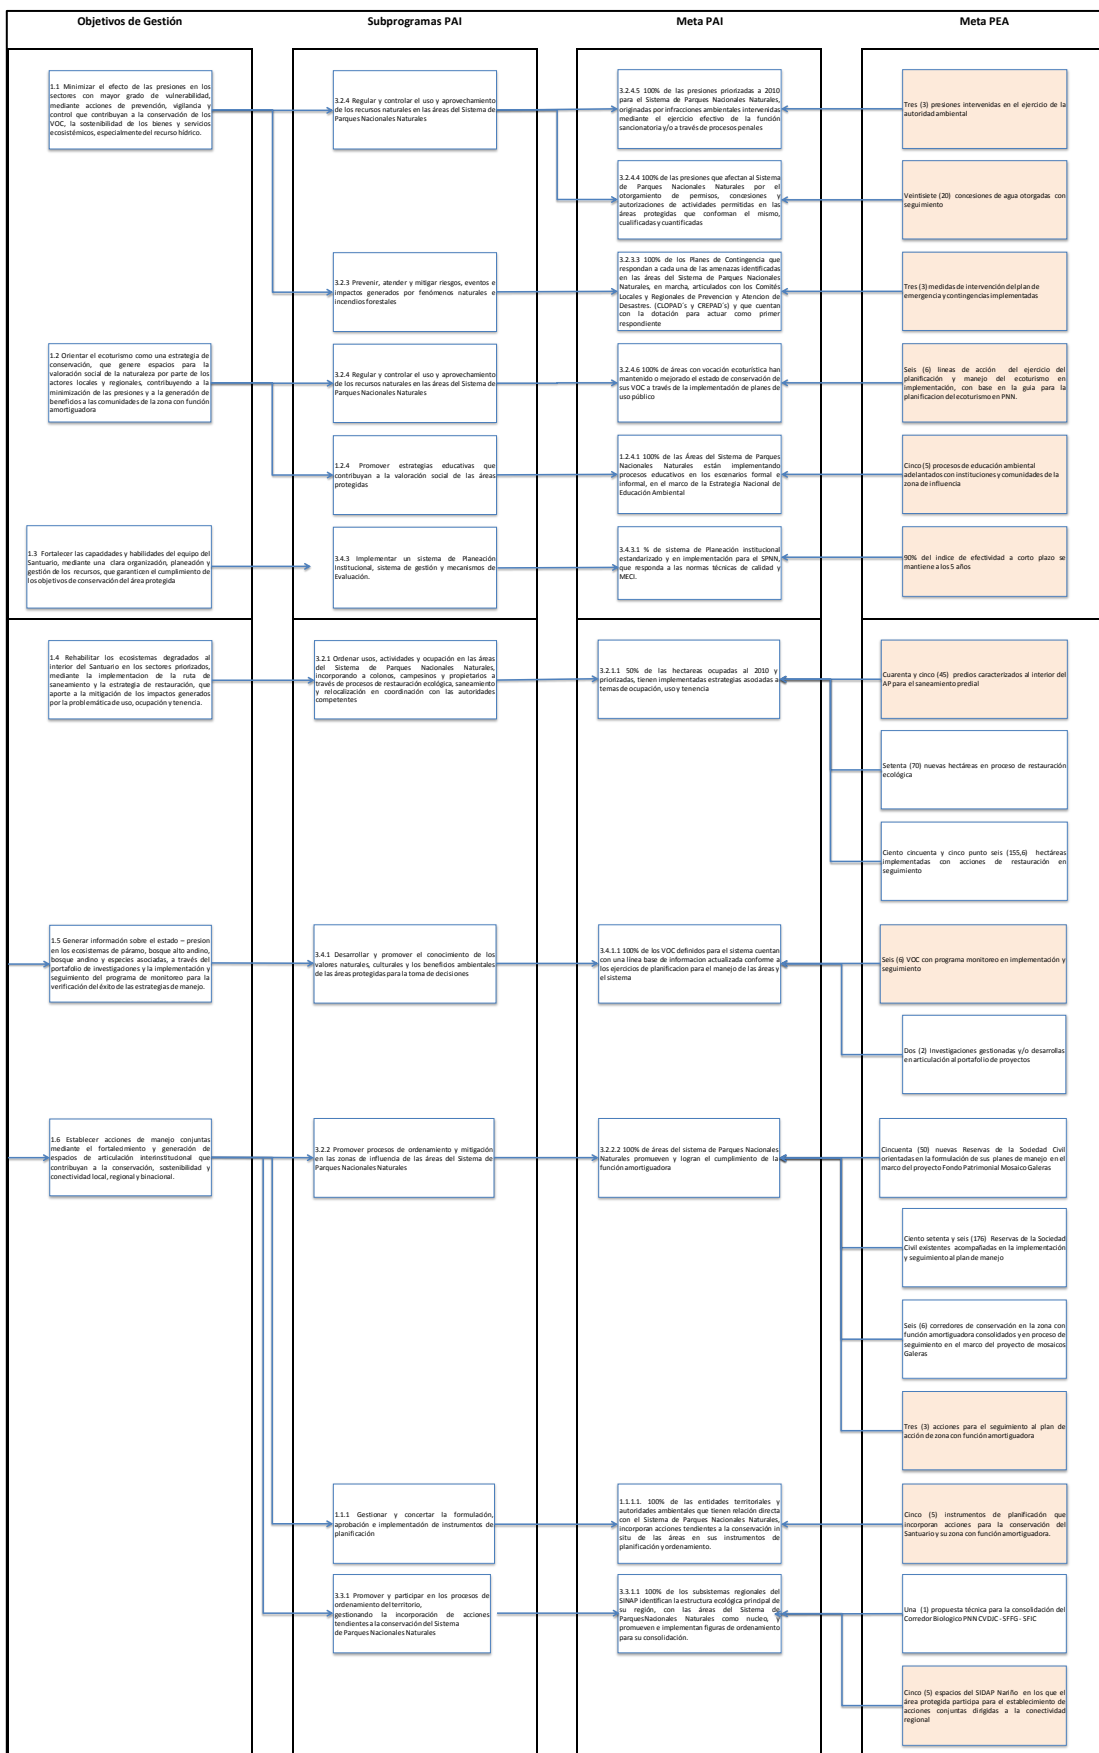 Objetivos de Gestión
Subprogramas PAI
Meta PAI
Meta PEA
1.1 Minimizar el efecto de las presiones en los
sectores con mayor grado de vulnerabilidad,
mediante acciones de prevención, vigilancia y
control que contribuyan a la conservación de los
VOC, la sostenibilidad de los bienes y servicios
ecosistémicos, especialmente del recurso hídrico.
3.2.4 Regular y controlar el uso y aprovechamiento
de los recursos naturales en las áreas del Sistema de
Parques Nacionales Naturales
3.2.4.5 100% de las presiones priorizadas a 2010
para el Sistema de Parques Nacionales Naturales,
originadas por infracciones ambientales intervenidas
mediante el ejercicio efectivo de la función
sancionatoria y/o a través de procesos penales
Tres (3) presiones intervenidas en el ejercicio de la
autoridad ambiental
3.2.4.4 100% de las presiones que afectan al Sistema
de Parques Nacionales Naturales por el
otorgamiento de permisos, concesiones y
autorizaciones de actividades permitidas en las
áreas protegidas que conforman el mismo,
cualificadas y cuantificadas
Veintisiete (20) concesiones de agua otorgadas con
seguimiento
3.2.3 Prevenir, atender y mitigar riesgos, eventos e
impactos generados por fenómenos naturales e
incendios forestales
3.2.3.3 100% de los Planes de Contingencia que
respondan a cada una de las amenazas identificadas
en las áreas del Sistema de Parques Nacionales
Naturales, en marcha, articulados con los Comités
Locales y Regionales de Prevencion y Atencion de
Desastres. (CLOPAD´s y CREPAD´s) y que cuentan
con la dotación para actuar como primer
respondiente
Tres (3) medidas de intervención del plan de
emergencia y contingencias implementadas
1.2 Orientar el ecoturismo como una estrategia de
conservación, que genere espacios para la
valoración social de la naturaleza por parte de los
actores locales y regionales, contribuyendo a la
minimización de las presiones y a la generación de
beneficios a las comunidades de la zona con función
amortiguadora
3.2.4 Regular y controlar el uso y aprovechamiento
de los recursos naturales en las áreas del Sistema de
Parques Nacionales Naturales
3.2.4.6 100% de áreas con vocación ecoturística han
mantenido o mejorado el estado de conservación de
sus VOC a través de la implementación de planes de
uso público
Seis (6) lineas de acción del ejercicio del
planificación y manejo del ecoturismo en
implementación, con base en la guia para la
planificacion del ecoturismo en PNN.
1.2.4 Promover estrategias educativas que
contribuyan a la valoración social de las áreas
protegidas
1.2.4.1 100% de las Áreas del Sistema de Parques
Nacionales Naturales están implementando
procesos educativos en los escenarios formal e
informal, en el marco de la Estrategia Nacional de
Educación Ambiental
Cinco (5) procesos de educación ambiental
adelantados con instituciones y comunidades de la
zona de influencia
1.3 Fortalecer las capacidades y habilidades del equipo del
Santuario, mediante una clara organización, planeación y
gestión de los recursos, que garanticen el cumplimiento de
los objetivos de conservación del área protegida
3.4.3 Implementar un sistema de Planeación
Institucional, sistema de gestión y mecanismos de
Evaluación.
3.4.3.1 % de sistema de Planeación institucional
estandarizado y en implementación para el SPNN,
que responda a las normas técnicas de calidad y
MECI.
90% del indice de efectividad a corto plazo se
mantiene a los 5 años
1.4 Rehabilitar los ecosistemas degradados al
interior del Santuario en los sectores priorizados,
mediante la implementacion de la ruta de
saneamiento y la estrategia de restauración, que
aporte a la mitigación de los impactos generados
por la problemática de uso, ocupación y tenencia.
3.2.1 Ordenar usos, actividades y ocupación en las áreas
del Sistema de Parques Nacionales Naturales,
incorporando a colonos, campesinos y propietarios a
través de procesos de restauración ecológica, saneamiento
y relocalización en coordinación con las autoridades
competentes
3.2.1.1 50% de las hectareas ocupadas al 2010 y
priorizadas, tienen implementadas estrategias asociadas a
temas de ocupación, uso y tenencia
Cuarenta y cinco (45) predios caracterizados al interior del
AP para el saneamiento predial
Setenta (70) nuevas hectáreas en proceso de restauración
ecológica
Ciento cincuenta y cinco punto seis (155,6) hectáreas
implementadas con acciones de restauración en
seguimiento
1.5 Generar información sobre el estado – presion
en los ecosistemas de páramo, bosque alto andino,
bosque andino y especies asociadas, a través del
portafolio de investigaciones y la implementación y
seguimiento del programa de monitoreo para la
verificación del éxito de las estrategias de manejo.
3.4.1 Desarrollar y promover el conocimiento de los
valores naturales, culturales y los beneficios ambientales
de las áreas protegidas para la toma de decisiones
3.4.1.1 100% de los VOC definidos para el sistema cuentan
con una línea base de informacion actualizada conforme a
los ejercicios de planificacion para el manejo de las áreas y
el sistema
Seis (6) VOC con programa monitoreo en implementación y
seguimiento
Dos (2) Investigaciones gestionadas y/o desarrollas
en articulación al portafolio de proyectos
1.6 Establecer acciones de manejo conjuntas
mediante el fortalecimiento y generación de
espacios de articulación interinstitucional que
contribuyan a la conservación, sostenibilidad y
conectividad local, regional y binacional.
3.2.2 Promover procesos de ordenamiento y mitigación
en las zonas de influencia de las áreas del Sistema de
Parques Nacionales Naturales
3.2.2.2 100% de áreas del sistema de Parques Nacionales
Naturales promueven y logran el cumplimiento de la
función amortiguadora
Cincuenta (50) nuevas Reservas de la Sociedad Civil
orientadas en la formulación de sus planes de manejo en el
marco del proyecto Fondo Patrimonial Mosaico Galeras
Ciento setenta y seis (176) Reservas de la Sociedad
Civil existentes acompañadas en la implementación
y seguimiento al plan de manejo
Seis (6) corredores de conservación en la zona con
función amortiguadora consolidados y en proceso de
seguimiento en el marco del proyecto de mosaicos
Galeras
Tres (3) acciones para el seguimiento al plan de
acción de zona con función amortiguadora
1.1.1 Gestionar y concertar la formulación,
aprobación e implementación de instrumentos de
planificación
1.1.1.1. 100% de las entidades territoriales y
autoridades ambientales que tienen relación directa
con el Sistema de Parques Nacionales Naturales,
incorporan acciones tendientes a la conservación in
situ de las áreas en sus instrumentos de
planificación y ordenamiento.
Cinco (5) instrumentos de planificación que
incorporan acciones para la conservación del
Santuario y su zona con función amortiguadora.
3.3.1 Promover y participar en los procesos de
ordenamiento del territorio,
gestionando la incorporación de acciones
tendientes a la conservación del Sistema
de Parques Nacionales Naturales
3.3.1.1 100% de los subsistemas regionales del
SINAP identifican la estructura ecológica principal de
su región, con las áreas del Sistema de
ParquesNacionales Naturales como nucleo, y
promueven e implementan figuras de ordenamiento
para su consolidación.
Una (1) propuesta técnica para la consolidación del
Corredor Biologico PNN CVDJC - SFFG - SFIC
Cinco (5) espacios del SIDAP Nariño en los que el
área protegida participa para el establecimiento de
acciones conjuntas dirigidas a la conectividad
regional